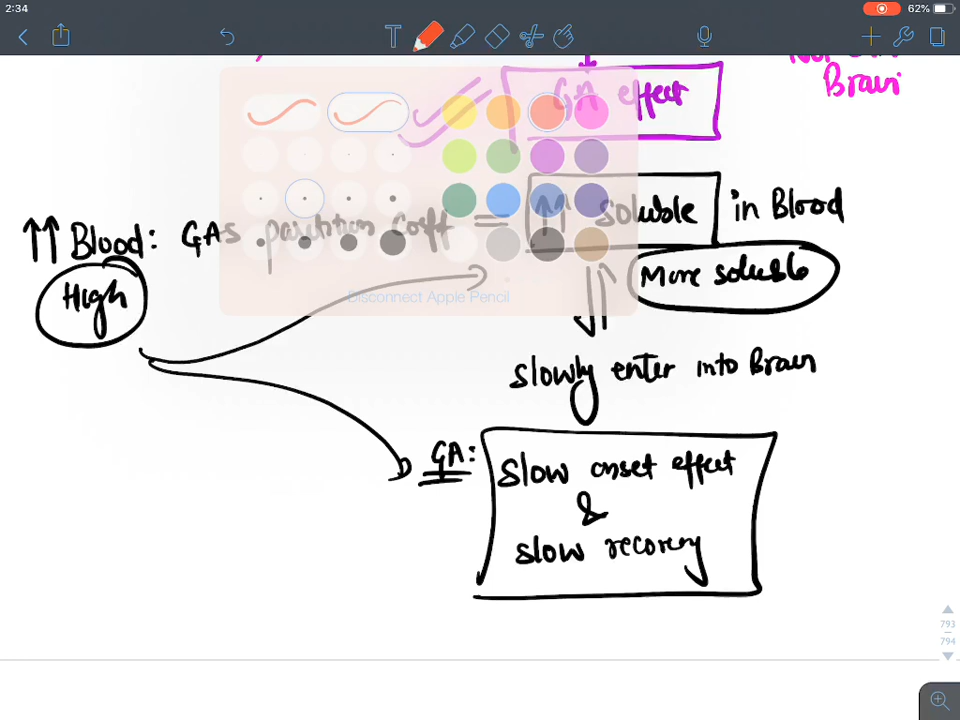 2:34
62%
T
Brain
GA effect
↑↑ Blood: GAs partition coeff = ↑↑ soluble in Blood
High
More soluble
Disconnect Apple Pencil
slowly enter into Brain
GA: slow onset effect
&
slow recovery
793
794